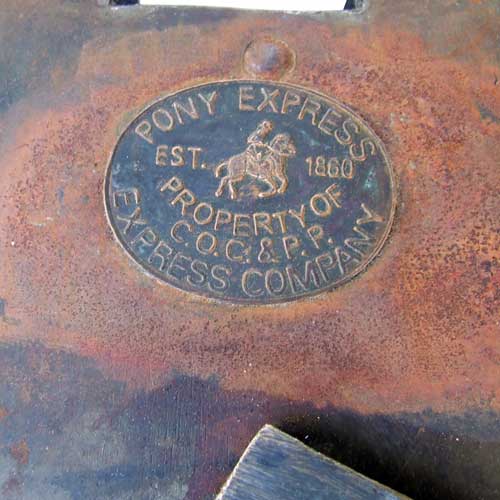 PONY EXPRESS
EST. 1860
PROPERTY OF
C.O.C. & P.P.
EXPRESS COMPANY